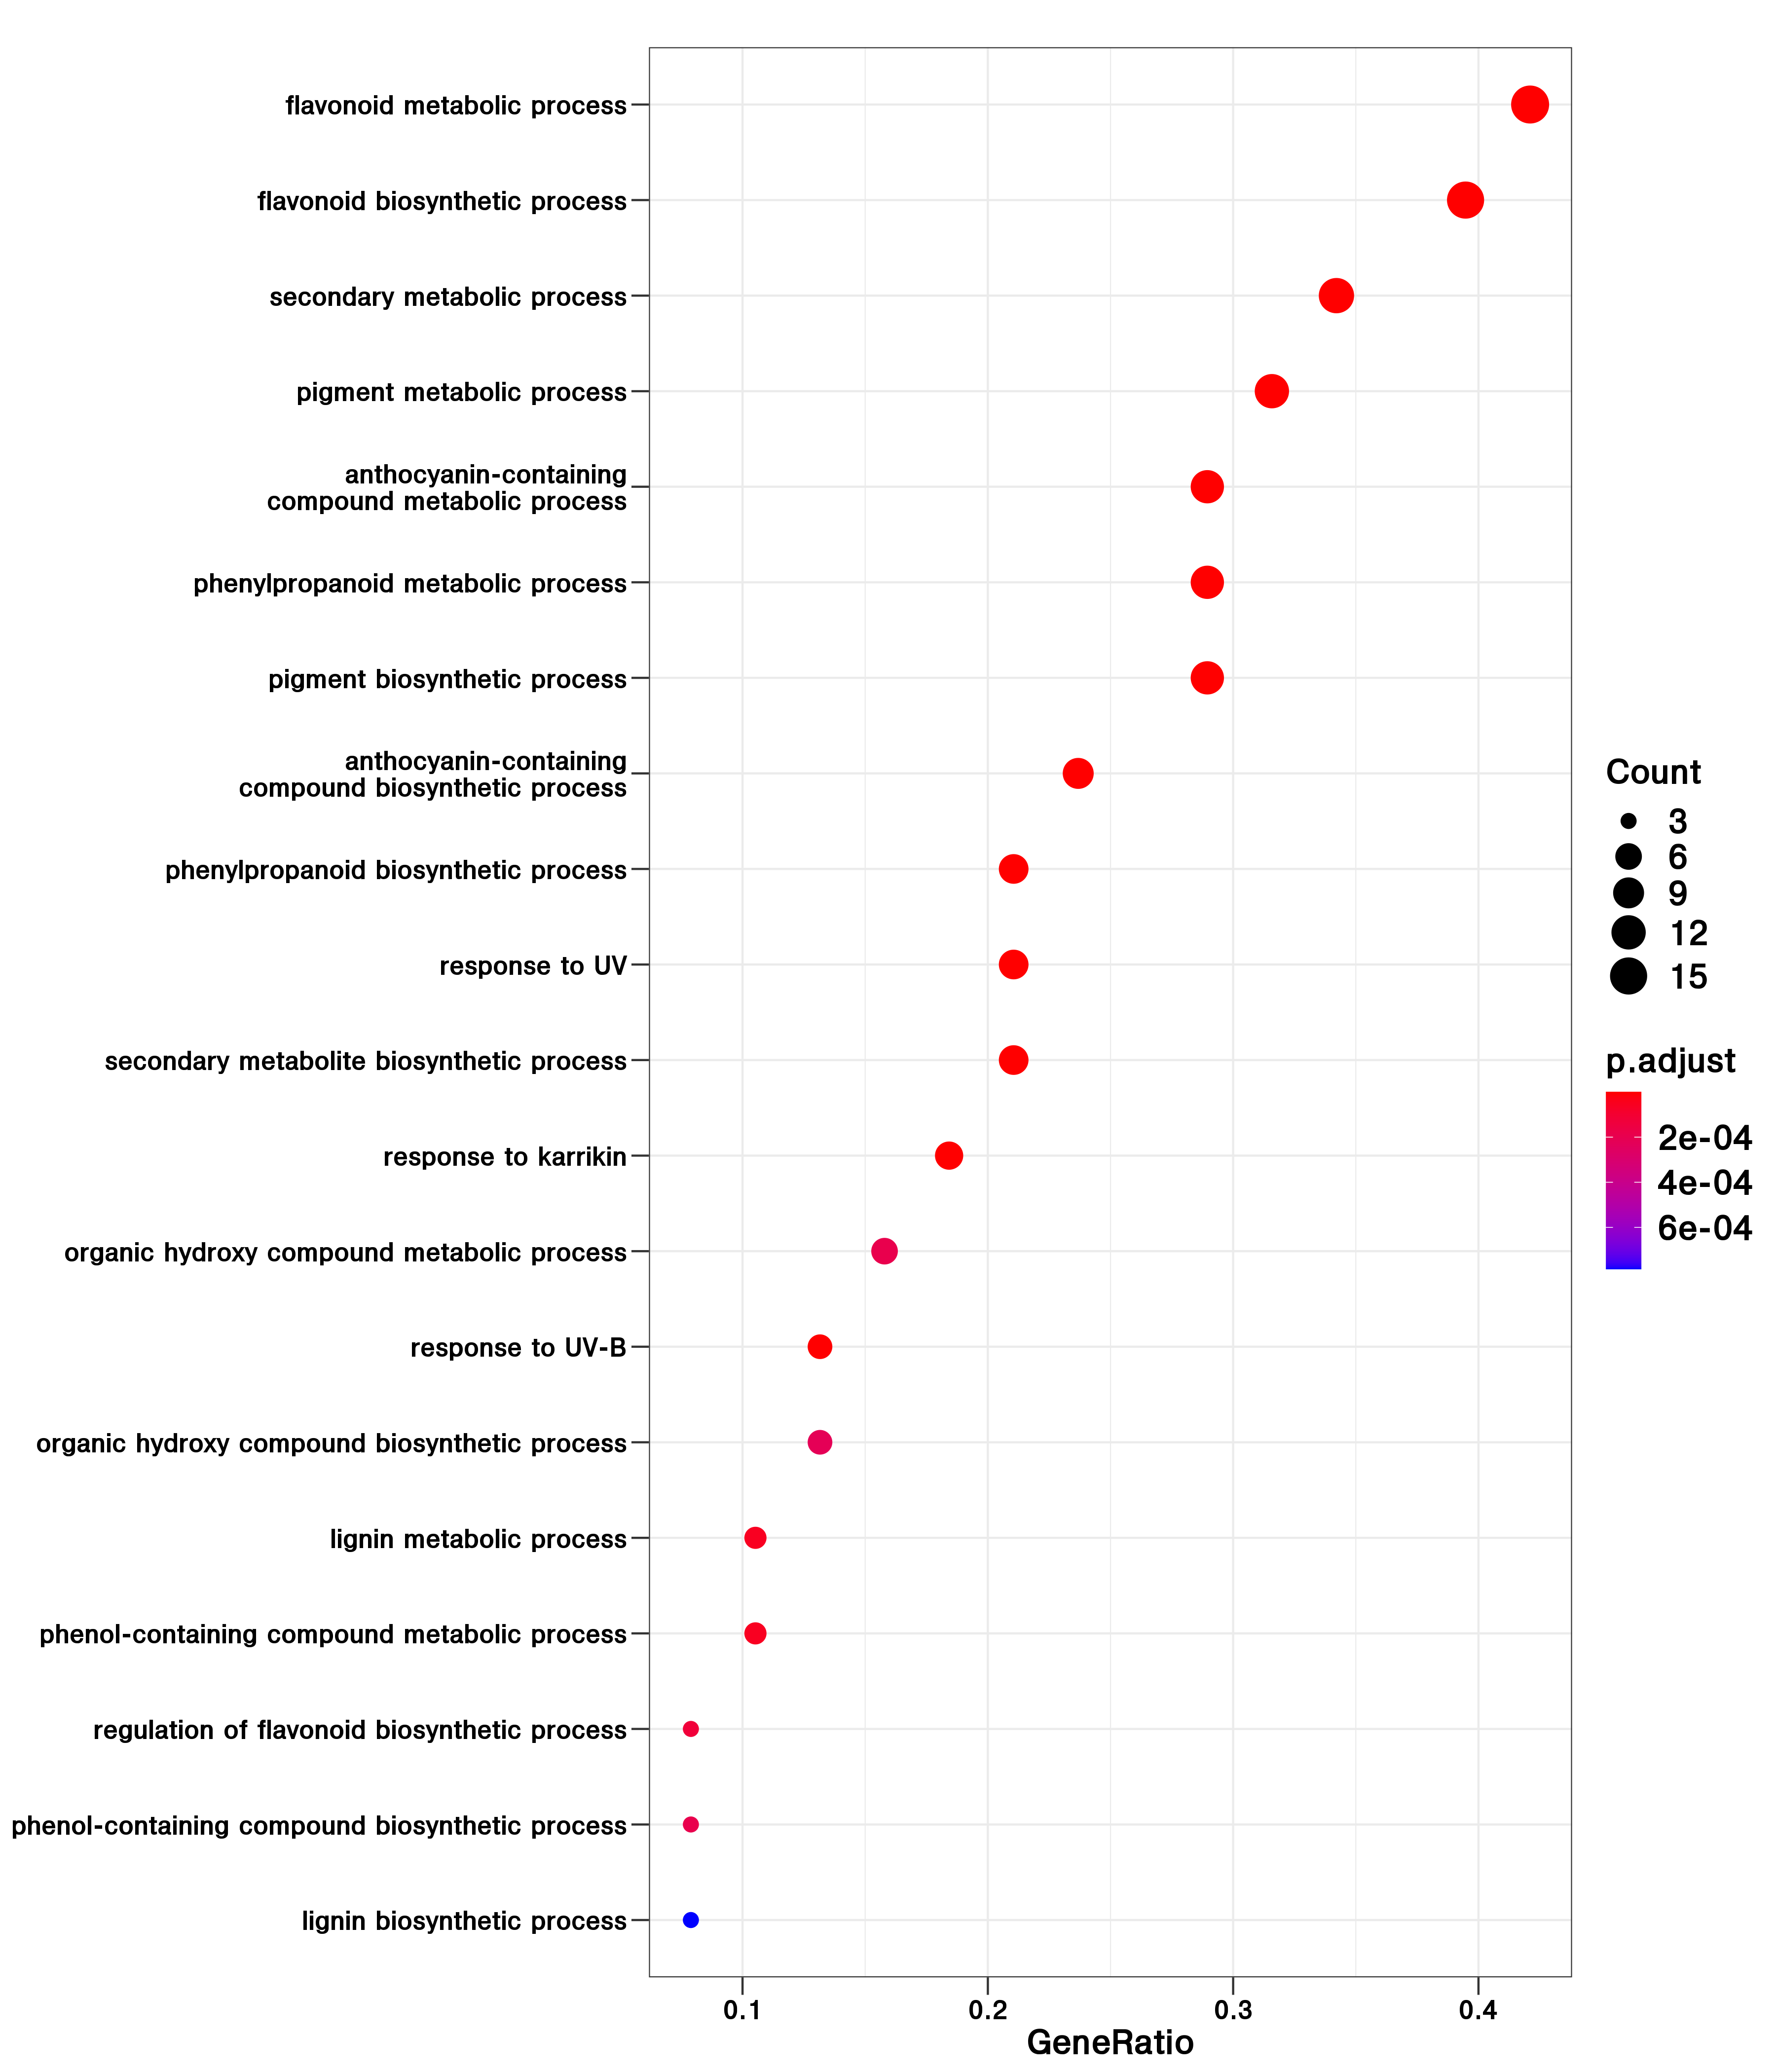 flavonoid metabolic process
flavonoid biosynthetic process
secondary metabolic process
pigment metabolic process
anthocyanin-containing
compound metabolic process
phenylpropanoid metabolic process
pigment biosynthetic process
anthocyanin-containing
compound biosynthetic process
phenylpropanoid biosynthetic process
response to UV
secondary metabolite biosynthetic process
response to karrikin
organic hydroxy compound metabolic process
response to UV-B
organic hydroxy compound biosynthetic process
lignin metabolic process
phenol-containing compound metabolic process
regulation of flavonoid biosynthetic process
phenol-containing compound biosynthetic process
lignin biosynthetic process
0.1 0.2 0.3 0.4
GeneRatio
Count
3
6
9
12
15
p.adjust
2e-04
4e-04
6e-04